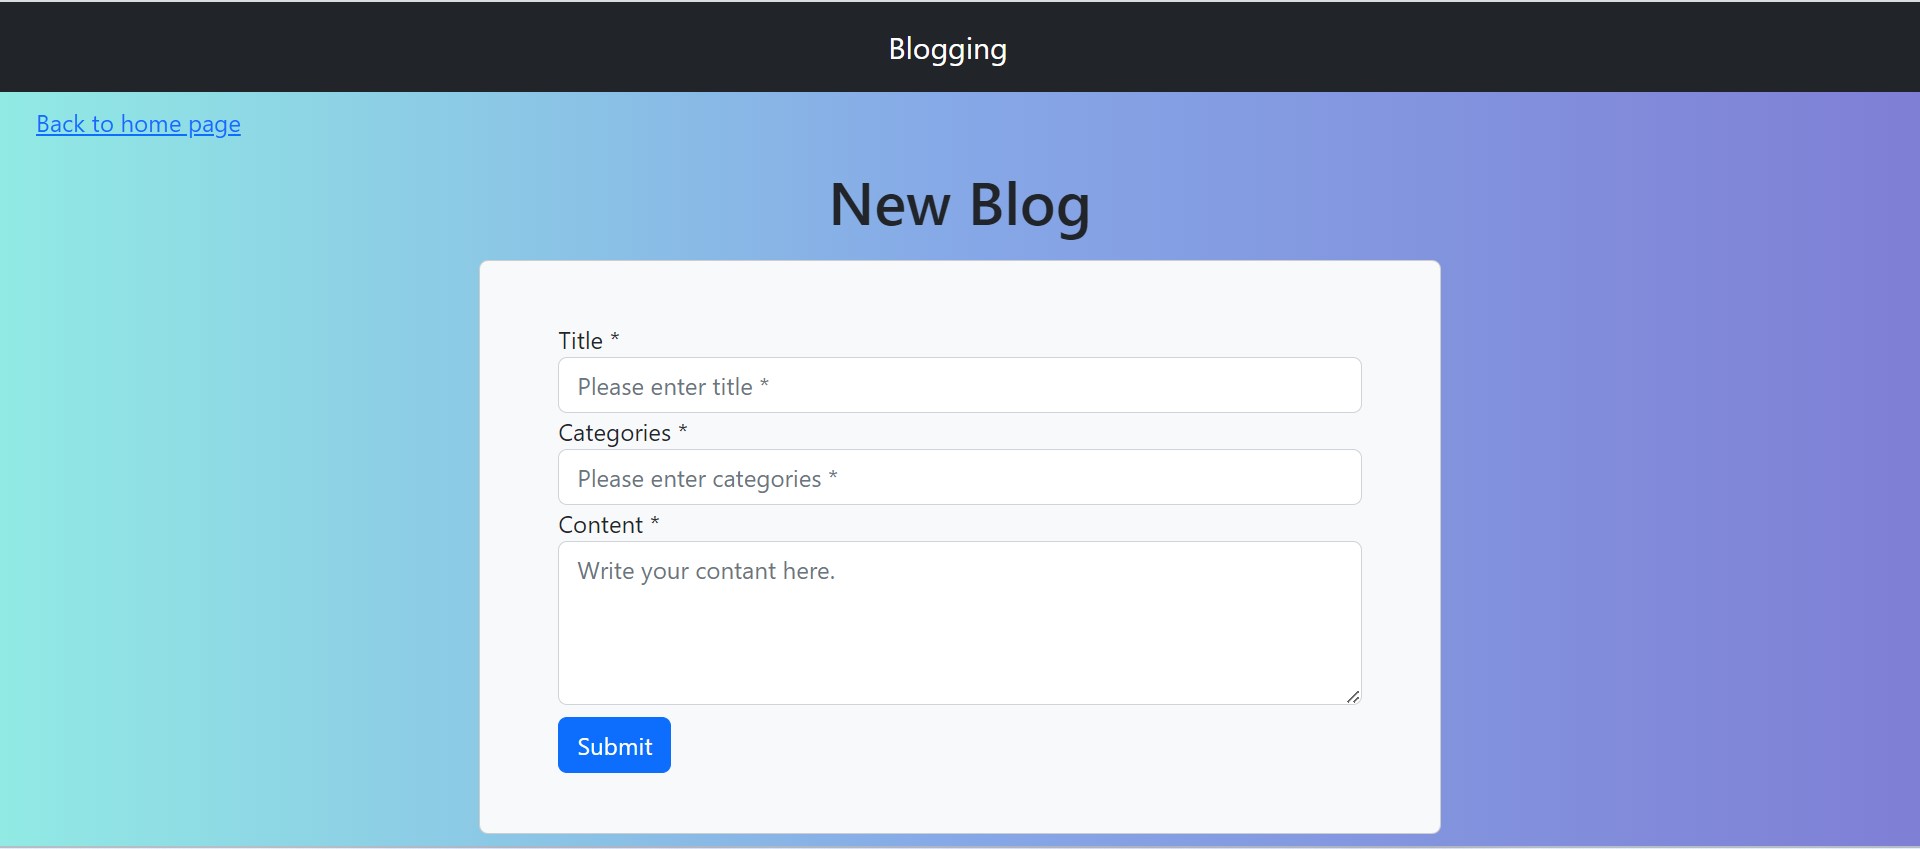 Blogging
Back to home page
New Blog
Title *
Please enter title *
Categories *
Please enter categories *
Content *
Write your contant here.
Submit